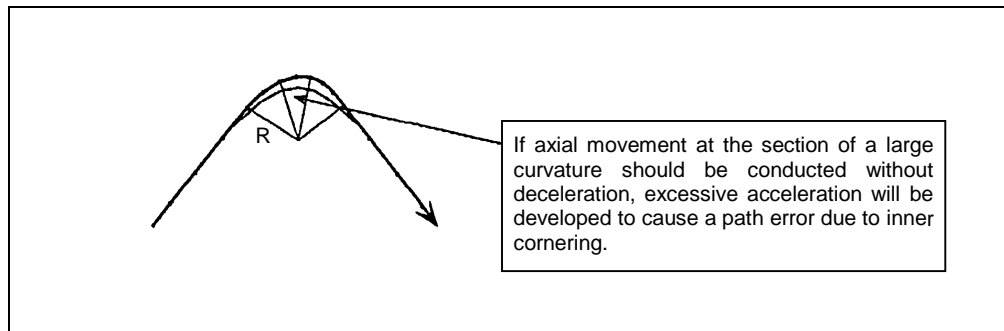 R
If axial movement at the section of a large
curvature should be conducted without
deceleration, excessive acceleration will be
developed to cause a path error due to inner
cornering.